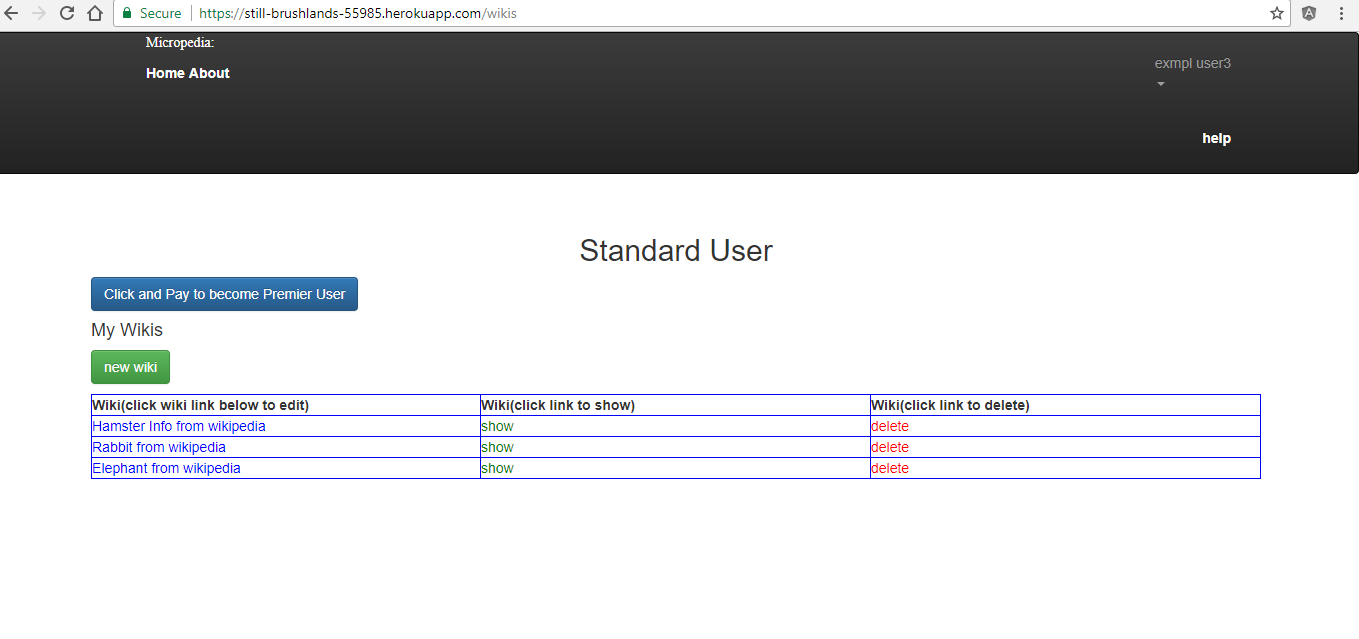 Secure https://still-brushlands-55985.herokuapp.com/wikis
Micropedia:
Home About
exmpl user3
help
Standard User
Click and Pay to become Premier User
My Wikis
new wiki
Wiki(click wiki link below to edit) Wiki(click link to show) Wiki(click link to delete)
Hamster Info from wikipedia show delete
Rabbit from wikipedia show delete
Elephant from wikipedia show delete